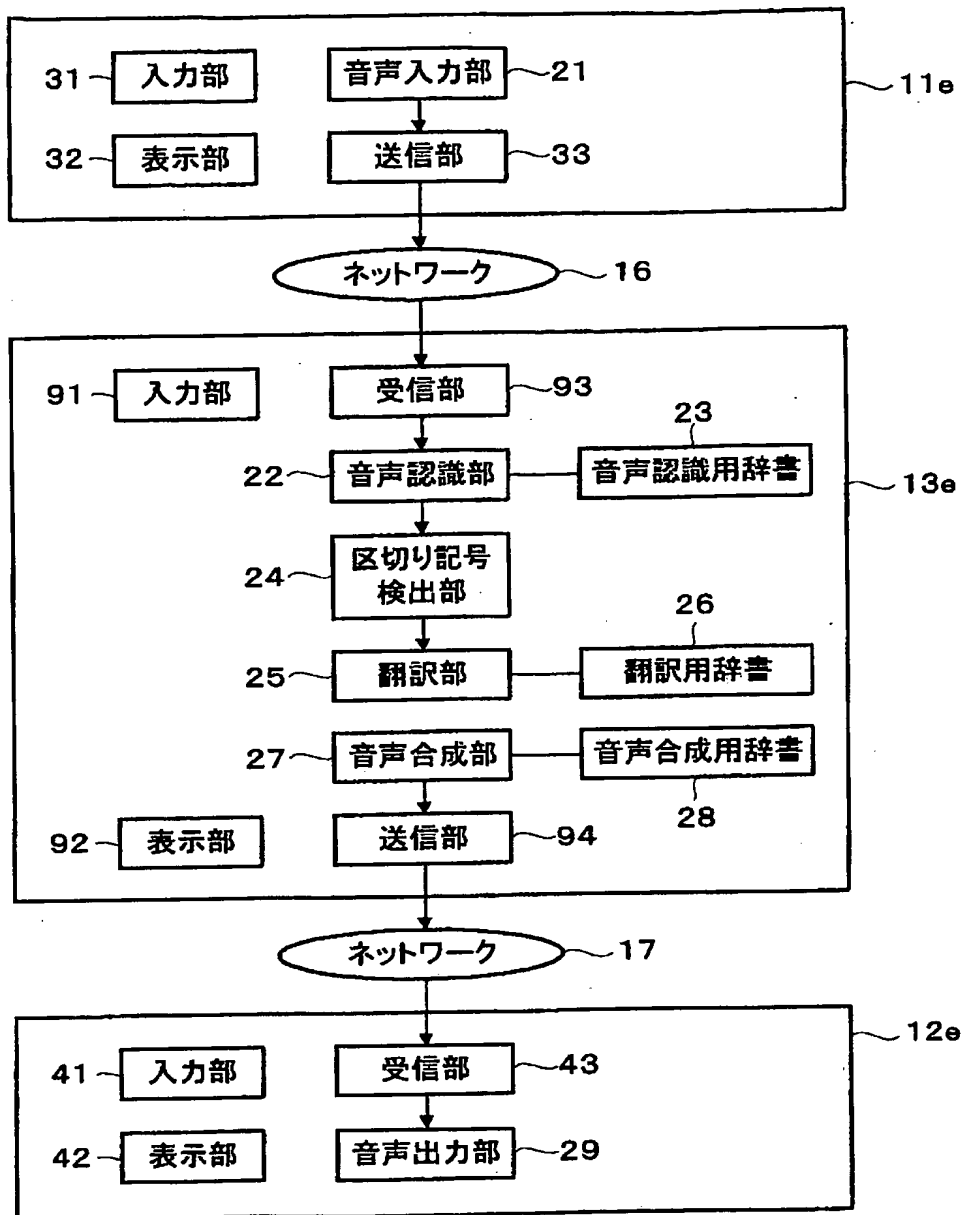 31 入力部 音声入力部 21 11e
32 表示部 送信部 33
ネットワーク 16
91 入力部 受信部 93
23
22 音声認識部 音声認識用辞書 13e
24 区切り記号
検出部
26
25 翻訳部 翻訳用辞書
27 音声合成部 音声合成用辞書
28
92 表示部 送信部 94
ネットワーク 17
12e
41 入力部 受信部 43
42 表示部 音声出力部 29